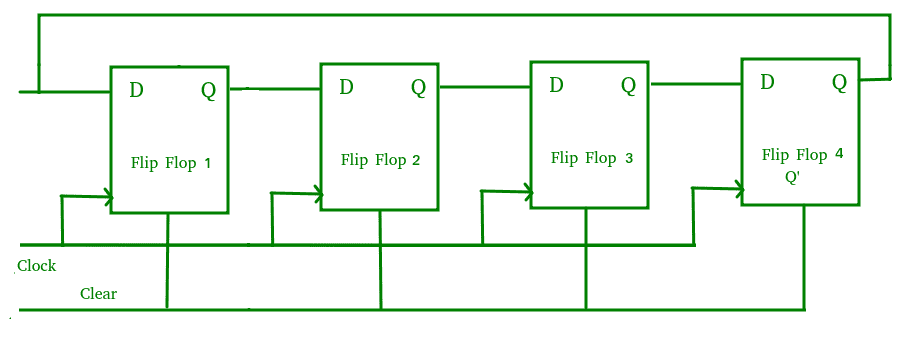 D Q
D Q
D Q
D Q
Flip Flop 1
Flip Flop 2
Flip Flop 3
Flip Flop 4
Q'
Clock
Clear